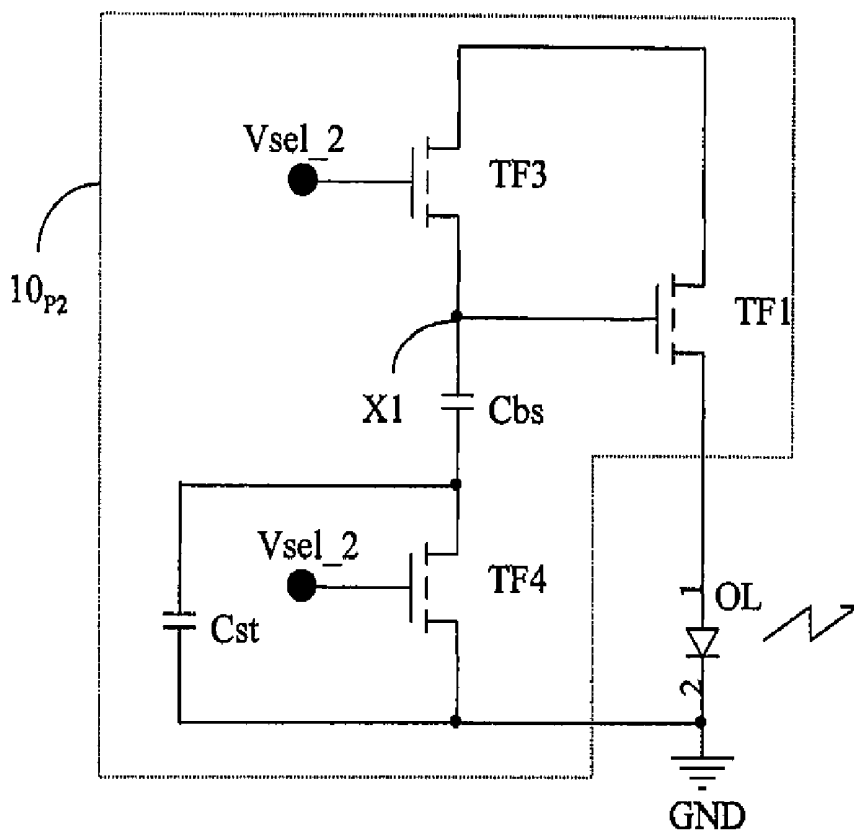 Vsel_2
TF3
10P2
TF1
X1
Cbs
Vsel_2
TF4
1
OL
Cst
2
GND